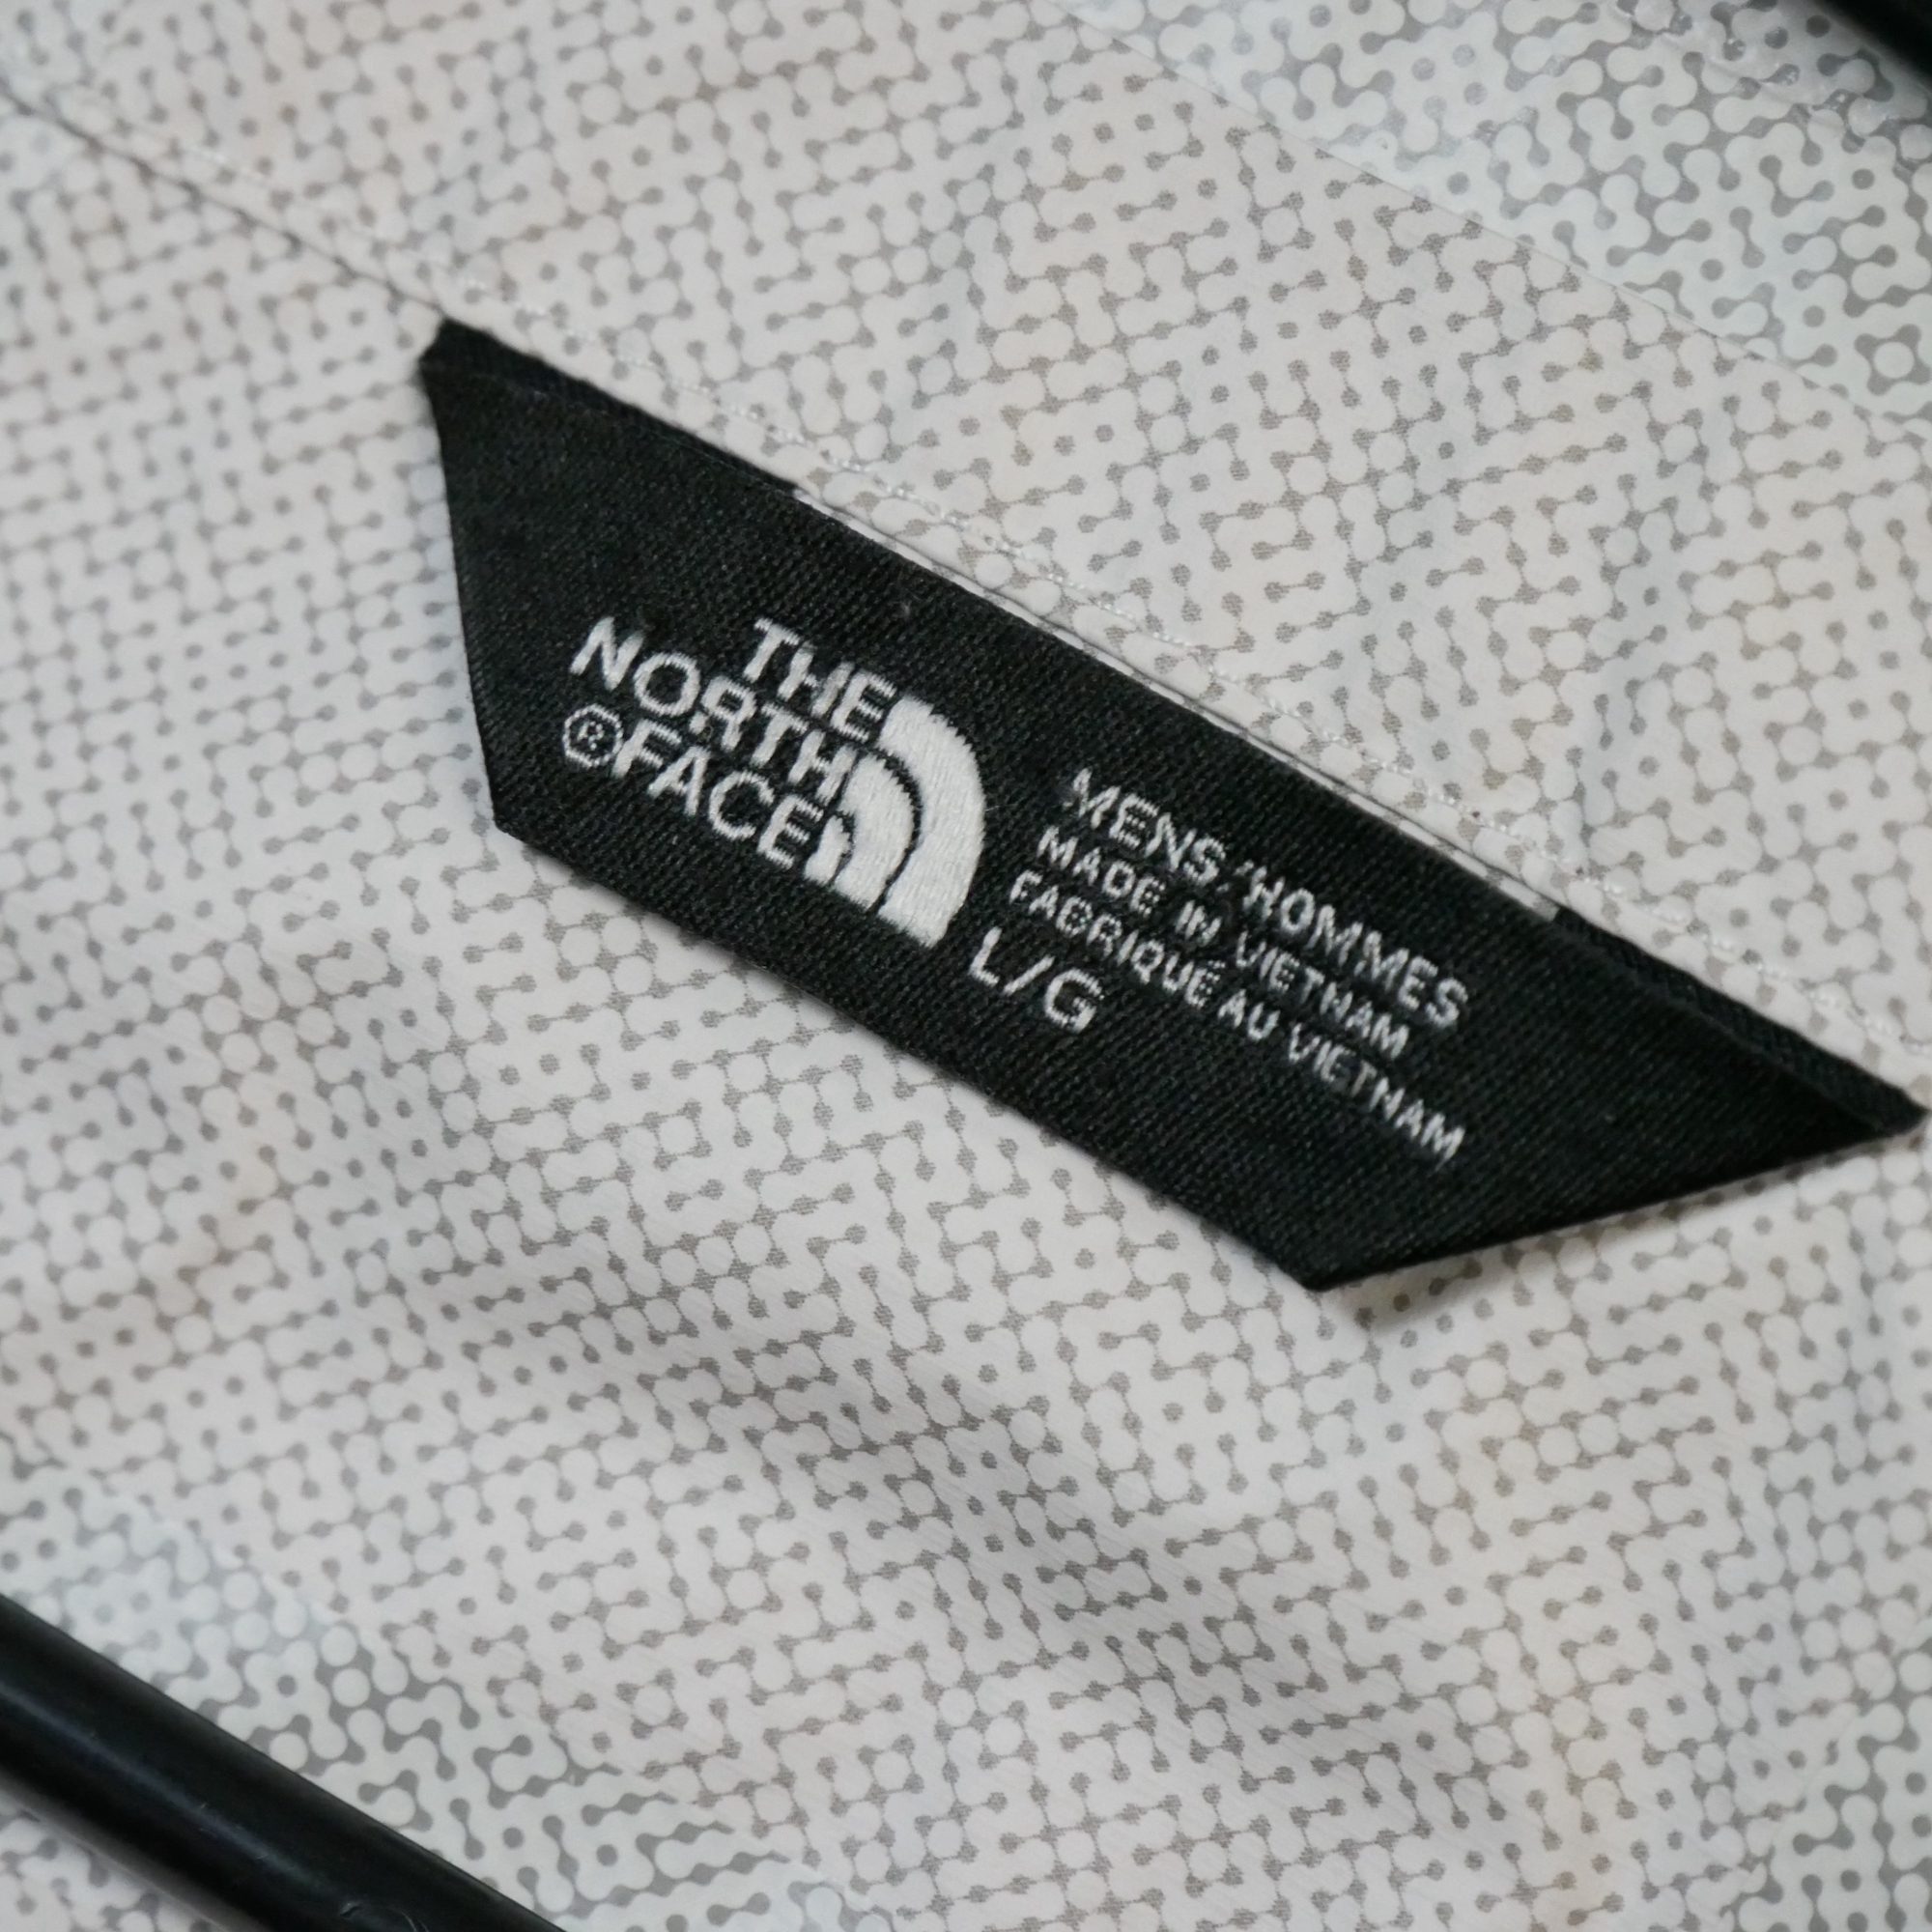 THE
NORTH
®FACE
MENS/HOMMES
MADE IN VIETNAM
FABRIQUÉ AU VIETNAM
L/G